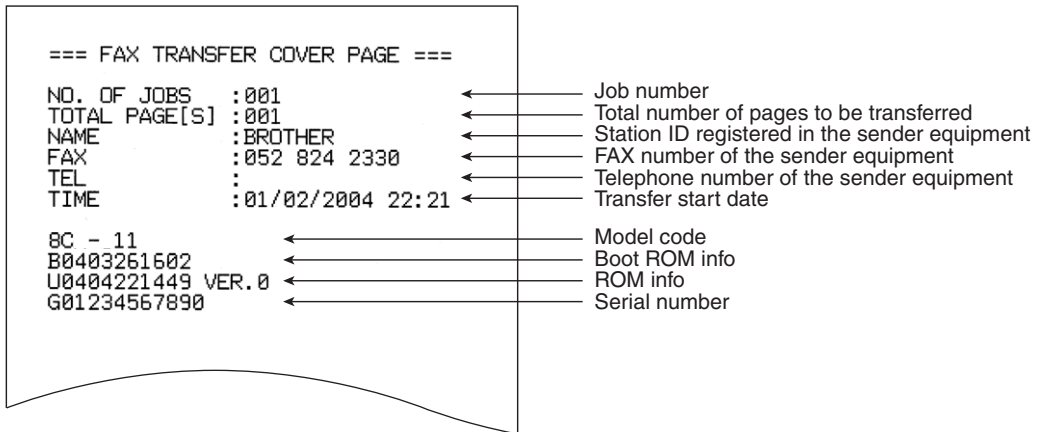 === FAX TRANSFER COVER PAGE ===
NO. OF JOBS :001 Job number
TOTAL PAGE[S] :001 Total number of pages to be transferred
NAME :BROTHER Station ID registered in the sender equipment
FAX :052 824 2330 FAX number of the sender equipment
TEL : Telephone number of the sender equipment
TIME :01/02/2004 22:21 Transfer start date
8C - 11 Model code
B0403261602 Boot ROM info
U0404221449 VER.0 ROM info
G01234567890 Serial number